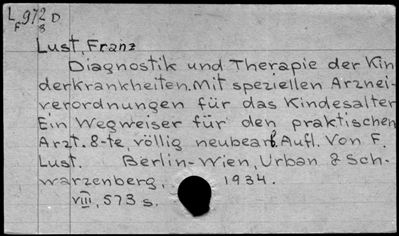 L 972 D
F 8
Lust, Franz
Diagnostik und Therapie der Kin
derkrankheiten. Mit speziellen Arznei-
verordnungen für das Kindesalter
Ein Wegweiser für den praktischen
Arzt. 8-te, völlig neubearb. Aufl. Von F.
Lust. Berlin-Wien, Urban & Sch-
warzenberg, 1934.
VIII, 573 s.